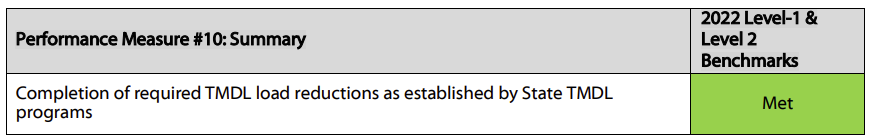 2022 Level-1 &
Performance Measure #10: Summary
Level 2
Benchmarks
Completion of required TMDL load reductions as established by State TMDL
programs
Met